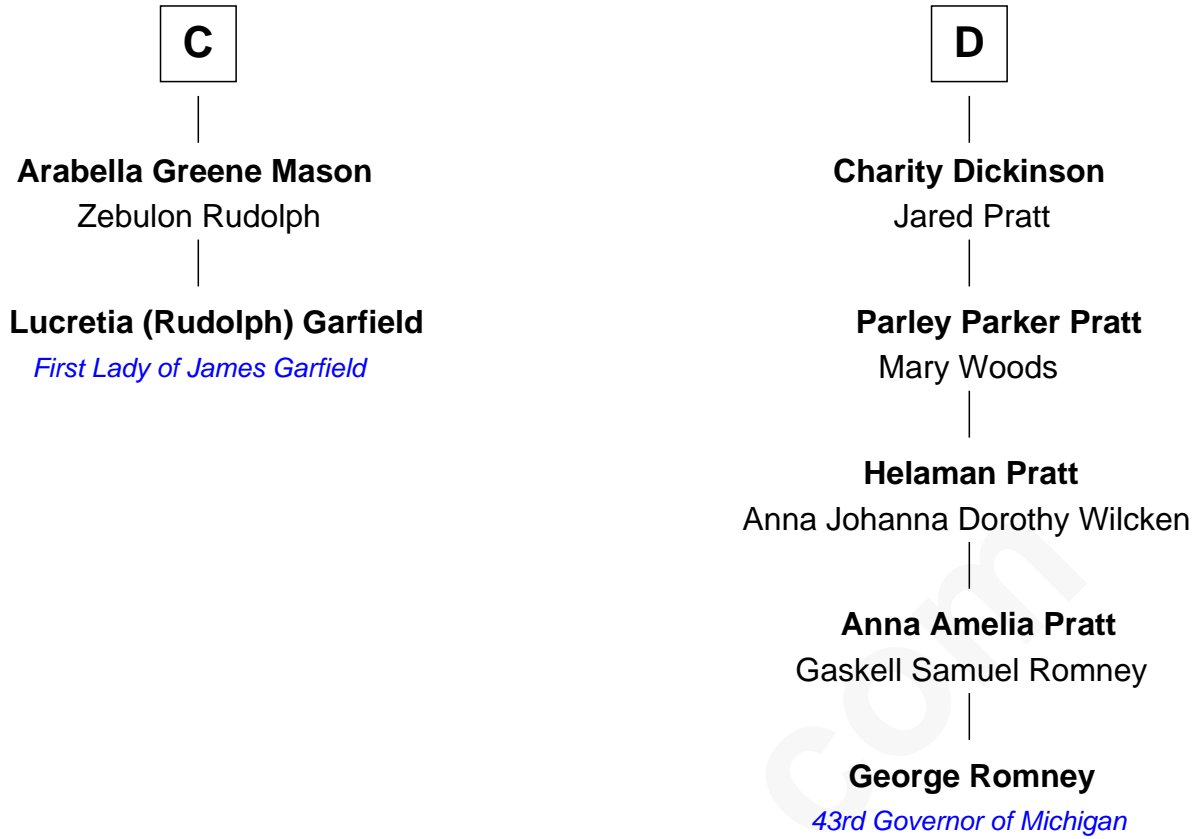 C
Arabella Greene Mason
Zebulon Rudolph
Lucretia (Rudolph) Garfield
First Lady of James Garfield
D
Charity Dickinson
Jared Pratt
Parley Parker Pratt
Mary Woods
Helaman Pratt
Anna Johanna Dorothy Wilcken
Anna Amelia Pratt
Gaskell Samuel Romney
George Romney
43rd Governor of Michigan
com